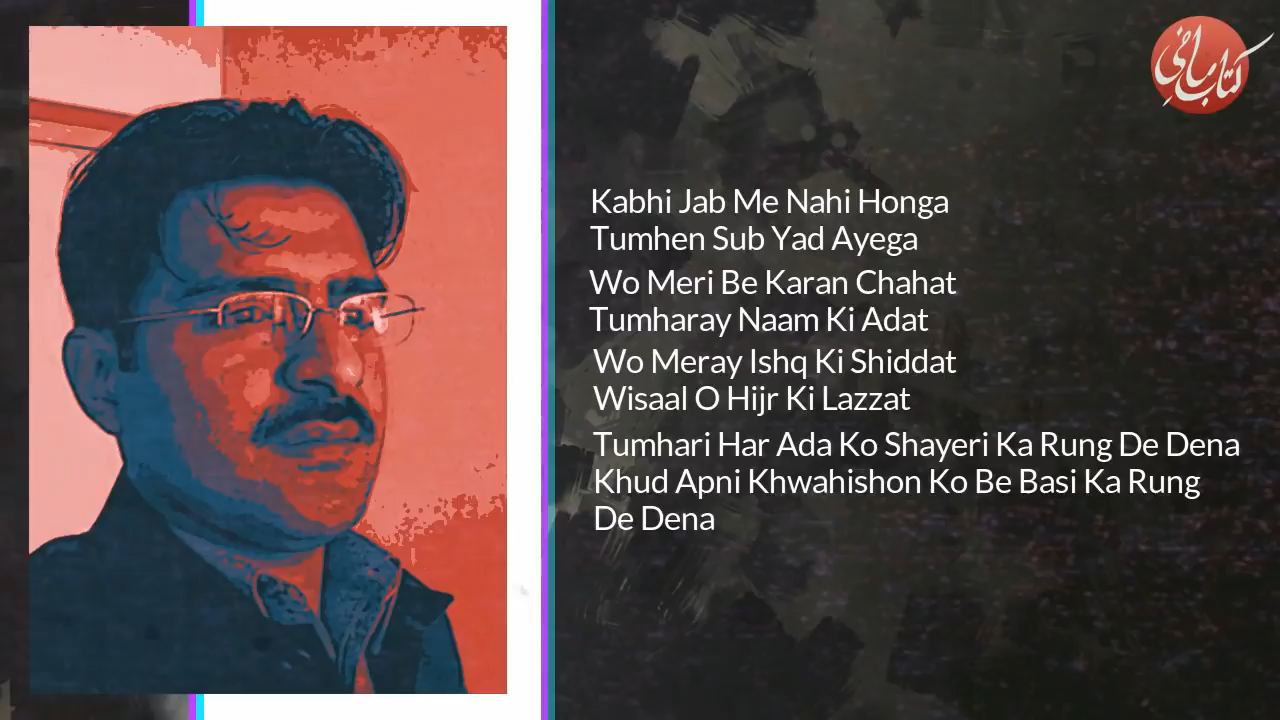 کتاب ماضی
Kabhi Jab Me Nahi Honga
Tumhen Sub Yad Ayega
Wo Meri Be Karan Chahat
Tumharay Naam Ki Adat
Wo Meray Ishq Ki Shiddat
Wisaal O Hijr Ki Lazzat
Tumhari Har Ada Ko Shayeri Ka Rung De Dena
Khud Apni Khwahishon Ko Be Basi Ka Rung
De Dena